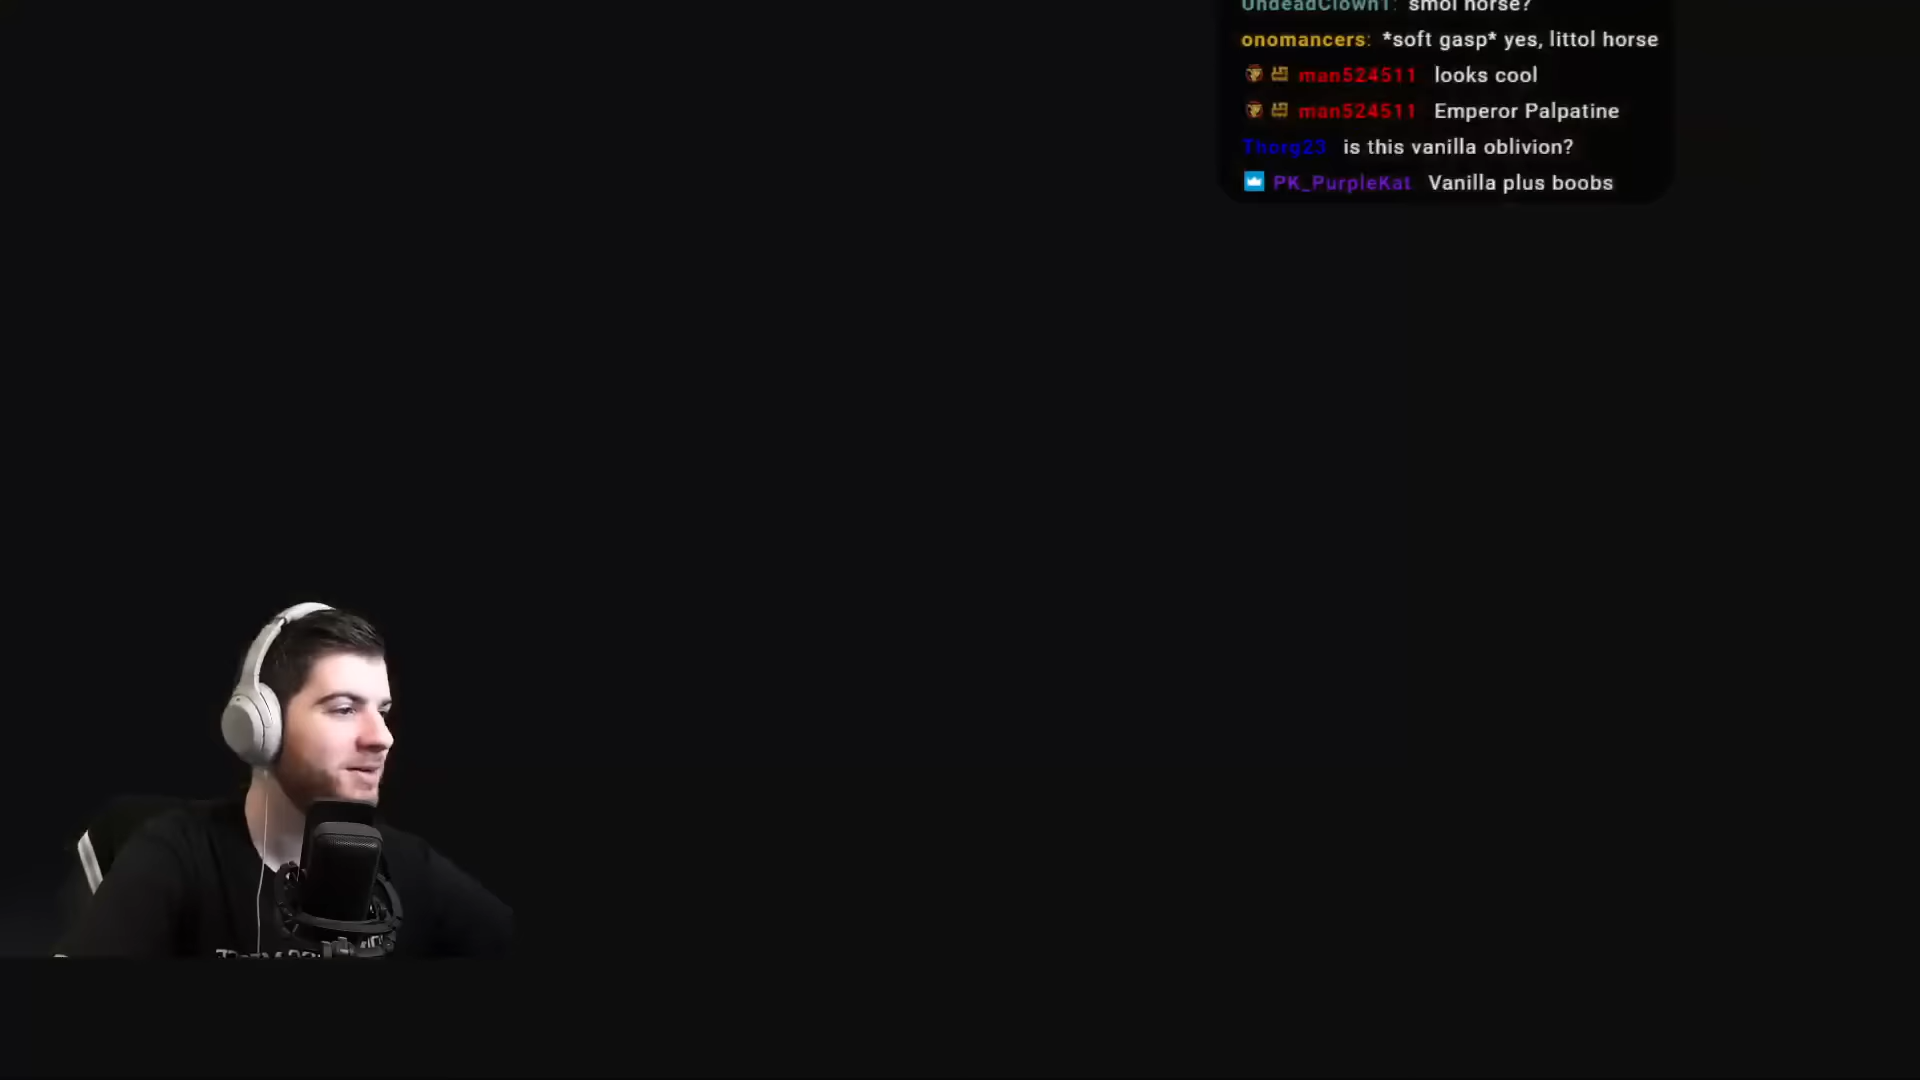 UndeadClown1: smol horse?
onomancers: *soft gasp* yes, littol horse
man524511 looks cool
man524511 Emperor Palpatine
Thorg23 is this vanilla oblivion?
PK_PurpleKat Vanilla plus boobs